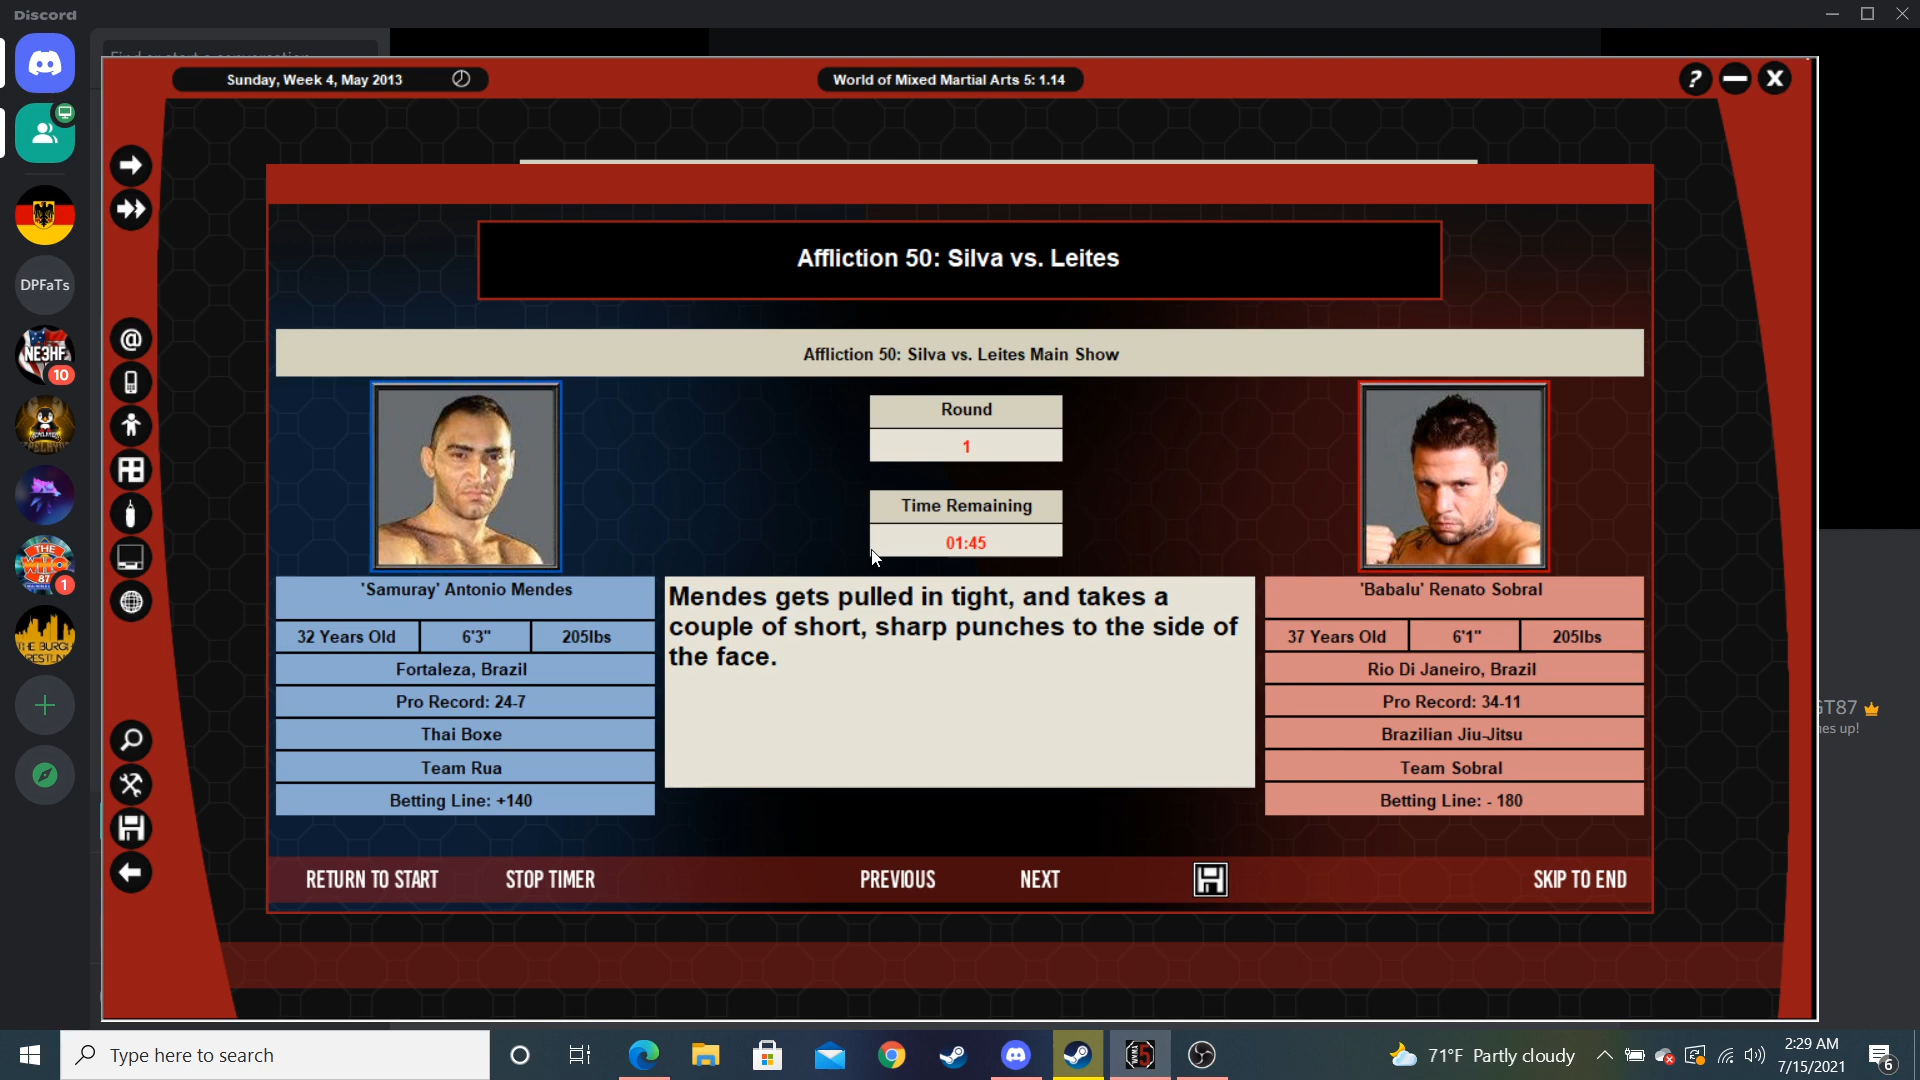 Discord
Sunday, Week 4, May 2013
World of Mixed Martial Arts 5: 1.14
?
X
DPFaTs
NE3HF
10
THE
WHO
87
1
Affliction 50: Silva vs. Leites
Affliction 50: Silva vs. Leites Main Show
Round
1
Time Remaining
01:45
'Samuray' Antonio Mendes
32 Years Old
6'3"
205lbs
Fortaleza, Brazil
Pro Record: 24-7
Thai Boxe
Team Rua
Betting Line: +140
Mendes gets pulled in tight, and takes a
couple of short, sharp punches to the side of
the face.
'Babalu' Renato Sobral
37 Years Old
6'1"
205lbs
Rio Di Janeiro, Brazil
Pro Record: 34-11
Brazilian Jiu-Jitsu
Team Sobral
Betting Line: - 180
GT87
es up!
RETURN TO START
STOP TIMER
PREVIOUS
NEXT
SKIP TO END
Type here to search
71°F Partly cloudy
2:29 AM
7/15/2021
6